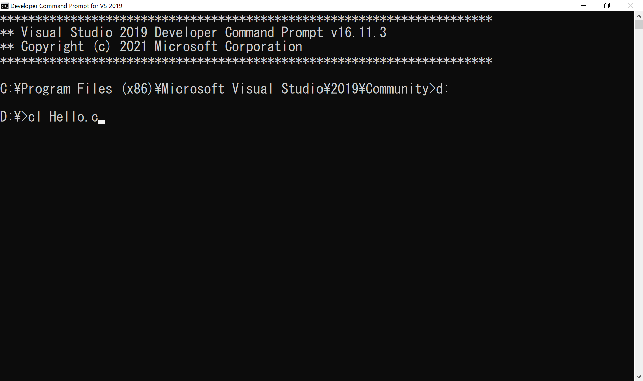 Developer Command Prompt for VS 2019
**********************************************************************
** Visual Studio 2019 Developer Command Prompt v16.11.3
** Copyright (c) 2021 Microsoft Corporation
**********************************************************************
C:¥Program Files (x86)¥Microsoft Visual Studio¥2019¥Community>d:
D:¥>cl Hello.c